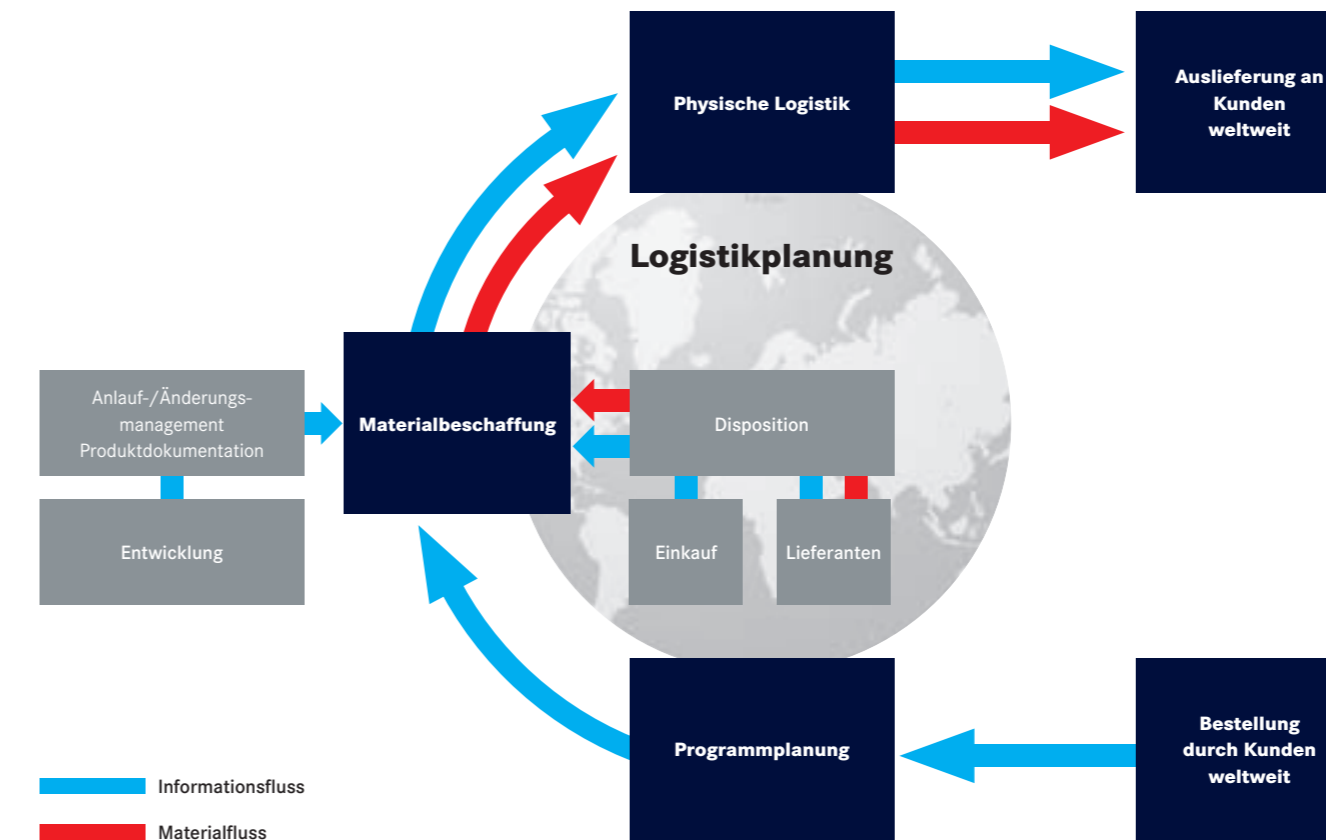 Physische Logistik
Auslieferung an
Kunden
weltweit
Logistikplanung
Anlauf-/Änderungs-
management
Produktdokumentation
Materialbeschaffung
Disposition
Entwicklung
Einkauf
Lieferanten
Programmplanung
Bestellung
durch Kunden
weltweit
Informationsfluss
Materialfluss